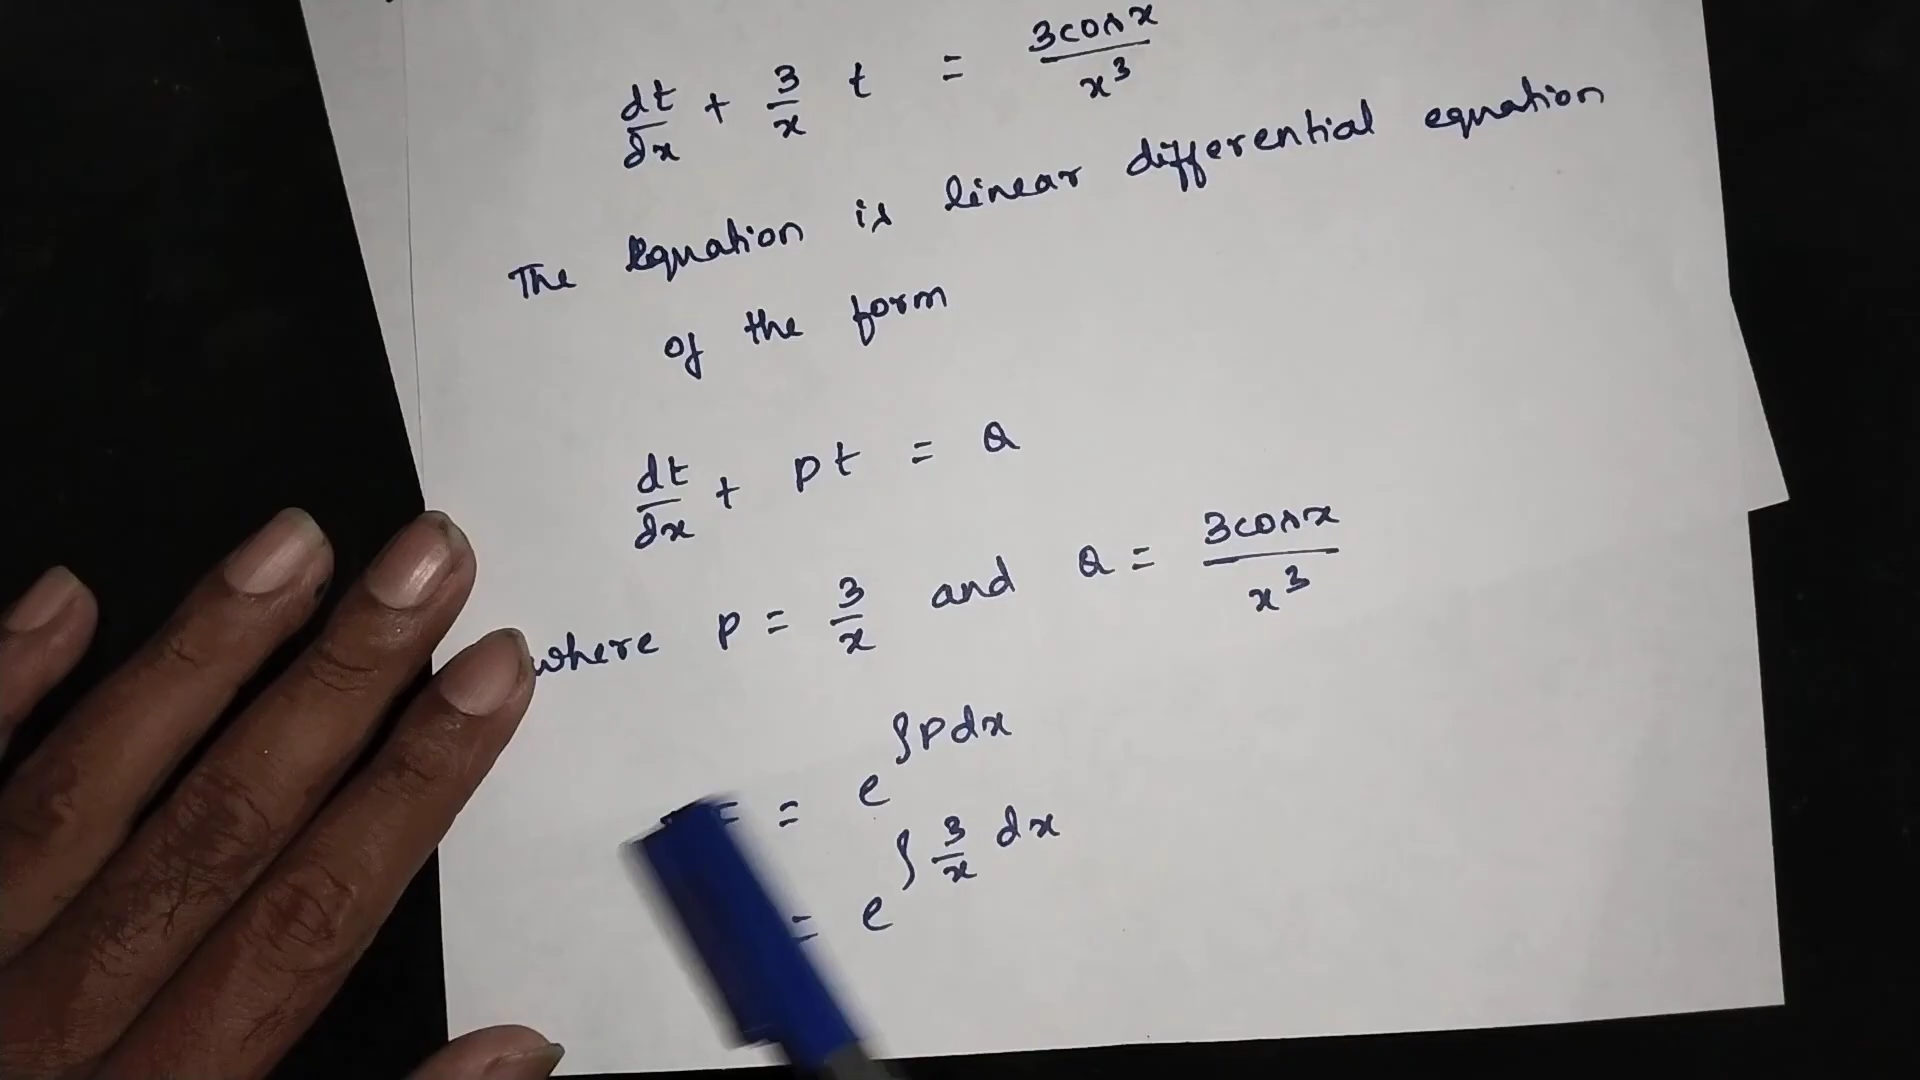 dt/dx + 3/x t = 3cosx/x³
The Equation is linear differential equation
of the form
dt/dx + pt = Q
where p = 3/x and Q = 3cosx/x³
= e^∫pdx
= e^∫3/x dx